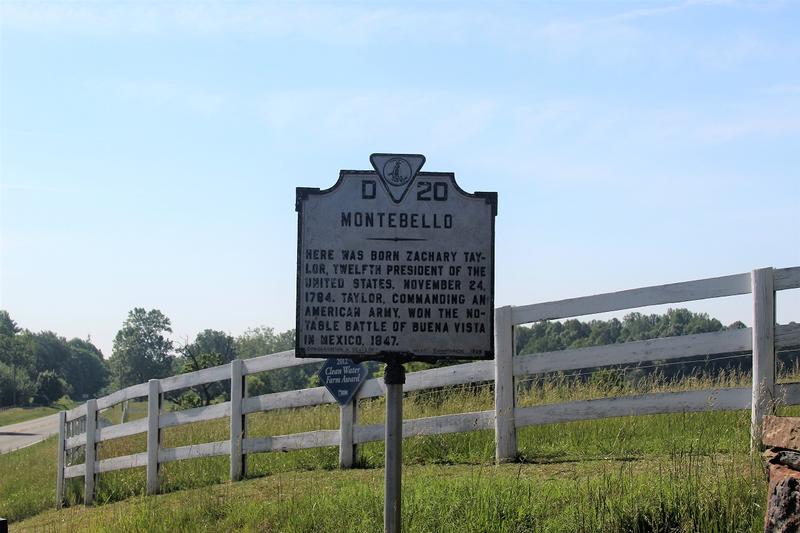 D 20
MONTEBELLO
HERE WAS BORN ZACHARY TAY-
LOR, TWELFTH PRESIDENT OF THE
UNITED STATES, NOVEMBER 24,
1784. TAYLOR, COMMANDING AN
AMERICAN ARMY, WON THE NO-
TABLE BATTLE OF BUENA VISTA
IN MEXICO, 1847.
CONSERVATION &
COMMISSION
2012
Clean Water
Farm Award